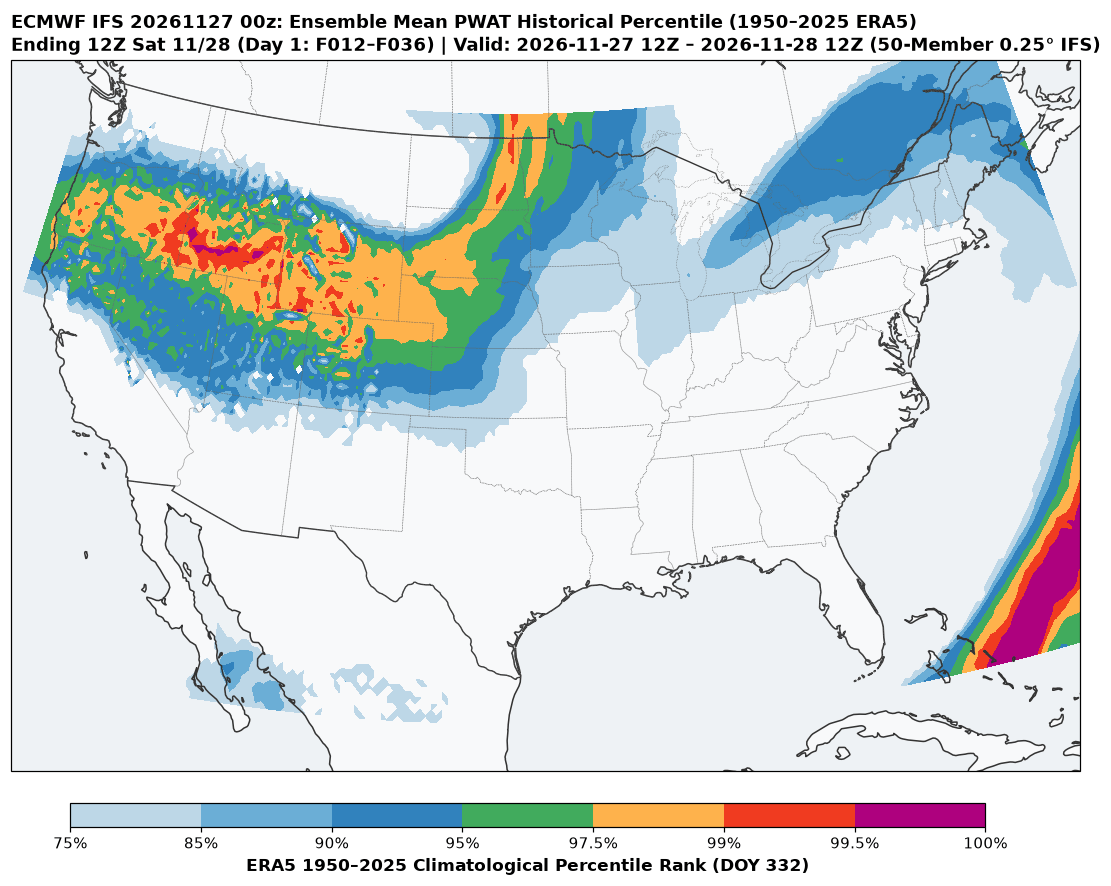 ECMWF IFS 20261127 00z: Ensemble Mean PWAT Historical Percentile (1950–2025 ERA5)
Ending 12Z Sat 11/28 (Day 1: F012–F036) | Valid: 2026-11-27 12Z – 2026-11-28 12Z (50-Member 0.25° IFS)
75% 85% 90% 95% 97.5% 99% 99.5% 100%
ERA5 1950–2025 Climatological Percentile Rank (DOY 332)